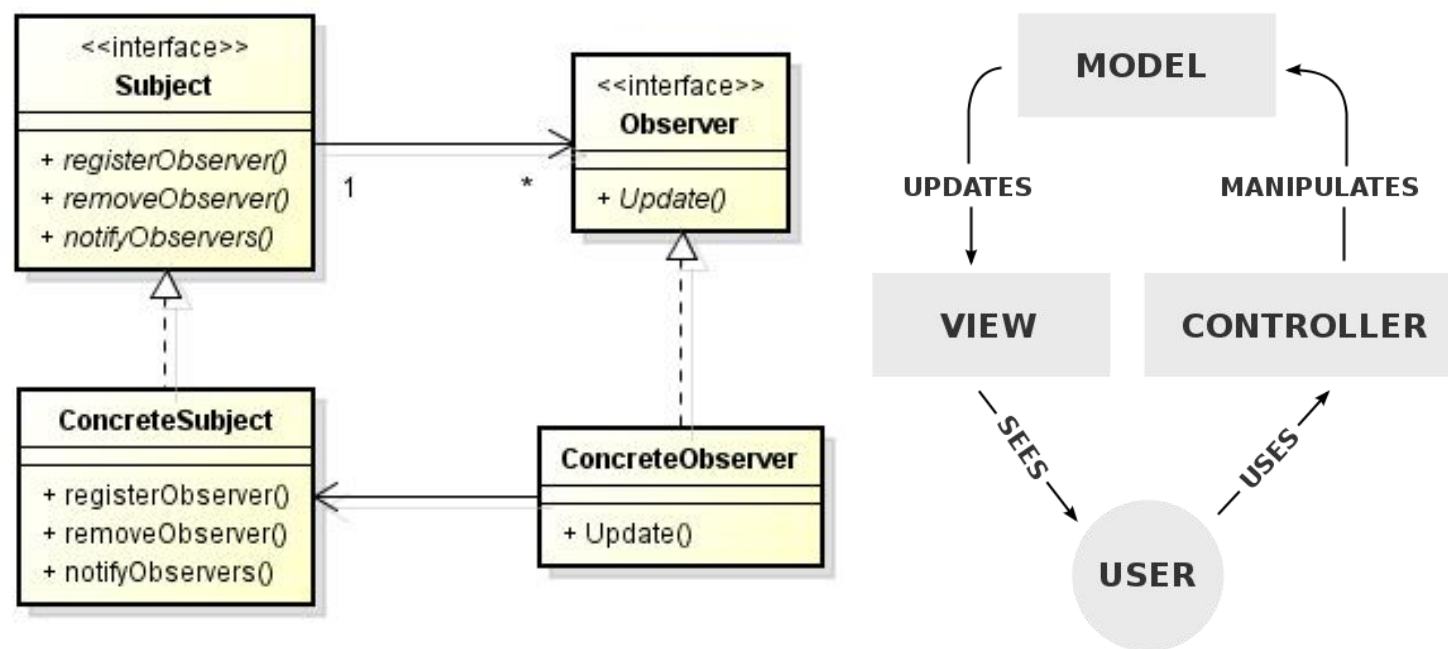 <<interface>>
Subject
+ registerObserver()
+ removeObserver()
+ notifyObservers()
1
*
<<interface>>
Observer
+ Update()
ConcreteSubject
+ registerObserver()
+ removeObserver()
+ notifyObservers()
ConcreteObserver
+ Update()
MODEL
UPDATES
MANIPULATES
VIEW
CONTROLLER
SEES
USES
USER